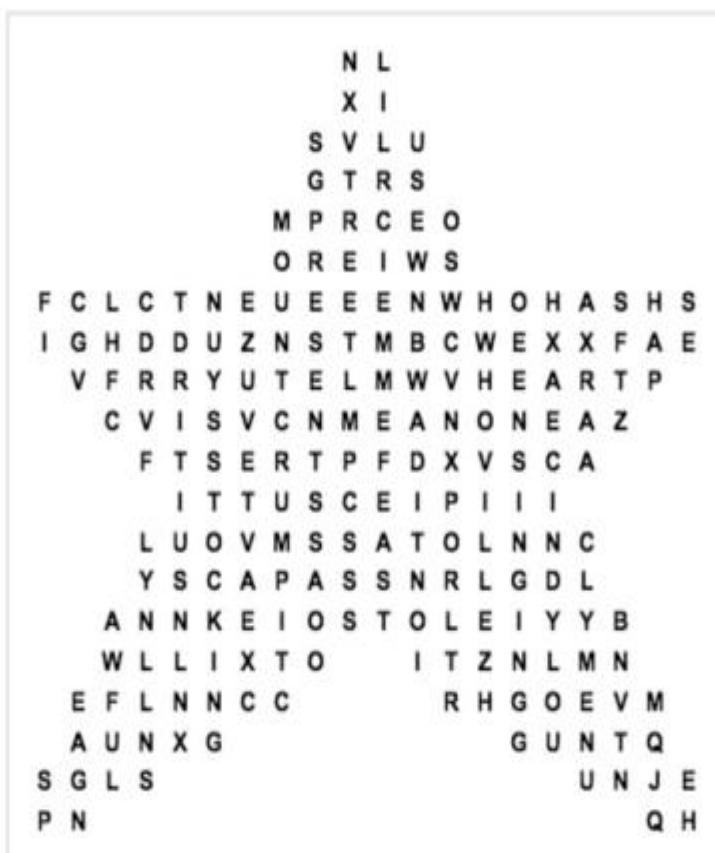 N L
X I
S V L U
G T R S
M P R C E O
O R E I W S
F C L C T N E U E E E N W H O H A S H S
I G H D D U Z N S T M B C W E X X F A E
V F R R Y U T E L M W V H E A R T P
C V I S V C N M E A N O N E A Z
F T S E R T P F D X V S C A
I T T U S C E I P I I I
L U O V M S S A T O L N N C
Y S C A P A S S N R L G D L
A N N K E I O S T O L E I Y Y B
W L L I X T O I T Z N L M N
E F L N N C C R H G O E V M
A U N X G G U N T Q
S G L S U N J E
P N Q H